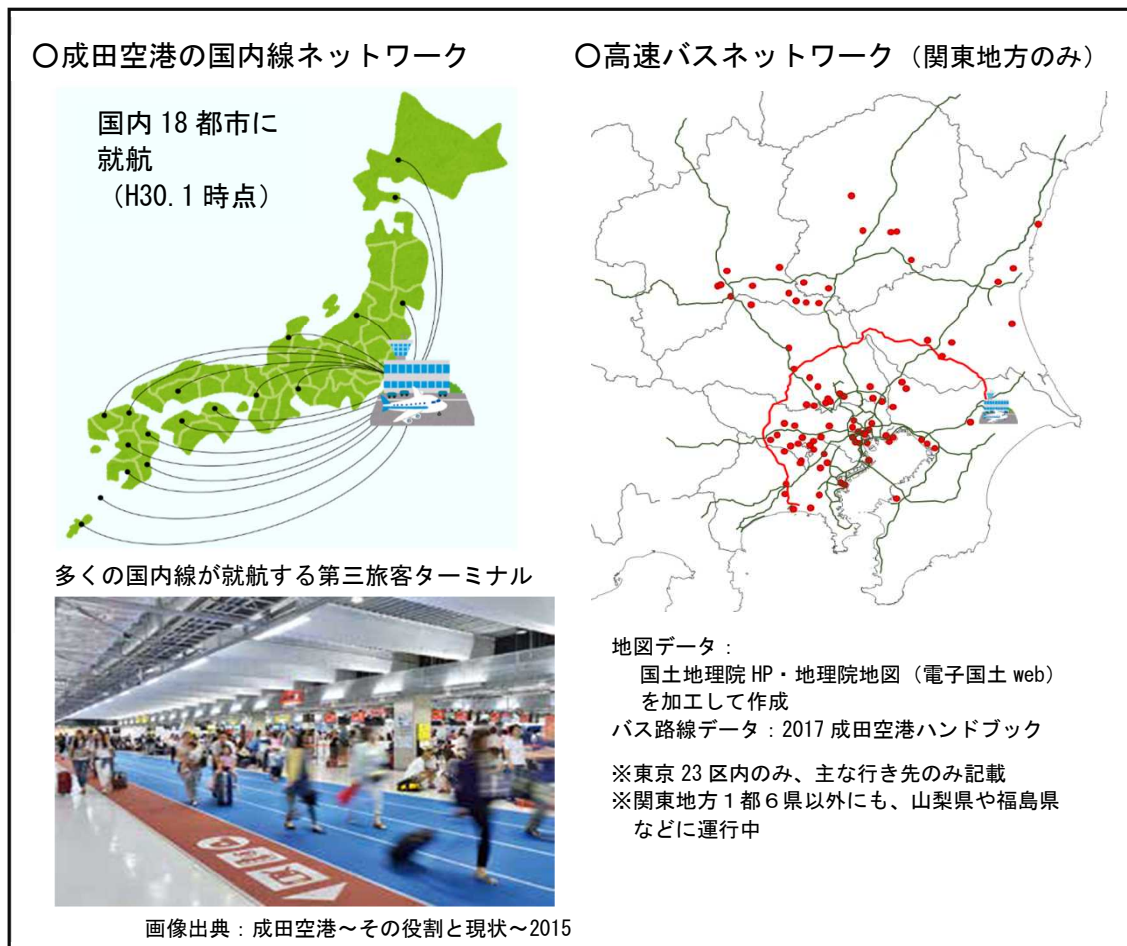 〇成田空港の国内線ネットワーク
国内 18 都市に
就航
(H30.1 時点)
多くの国内線が就航する第三旅客ターミナル
画像出典：成田空港～その役割と現状～2015
〇高速バスネットワーク（関東地方のみ）
地図データ：
国土地理院 HP・地理院地図（電子国土 web）
を加工して作成
バス路線データ：2017 成田空港ハンドブック
※東京 23 区内のみ、主な行き先のみ記載
※関東地方１都６県以外にも、山梨県や福島県
などに運行中